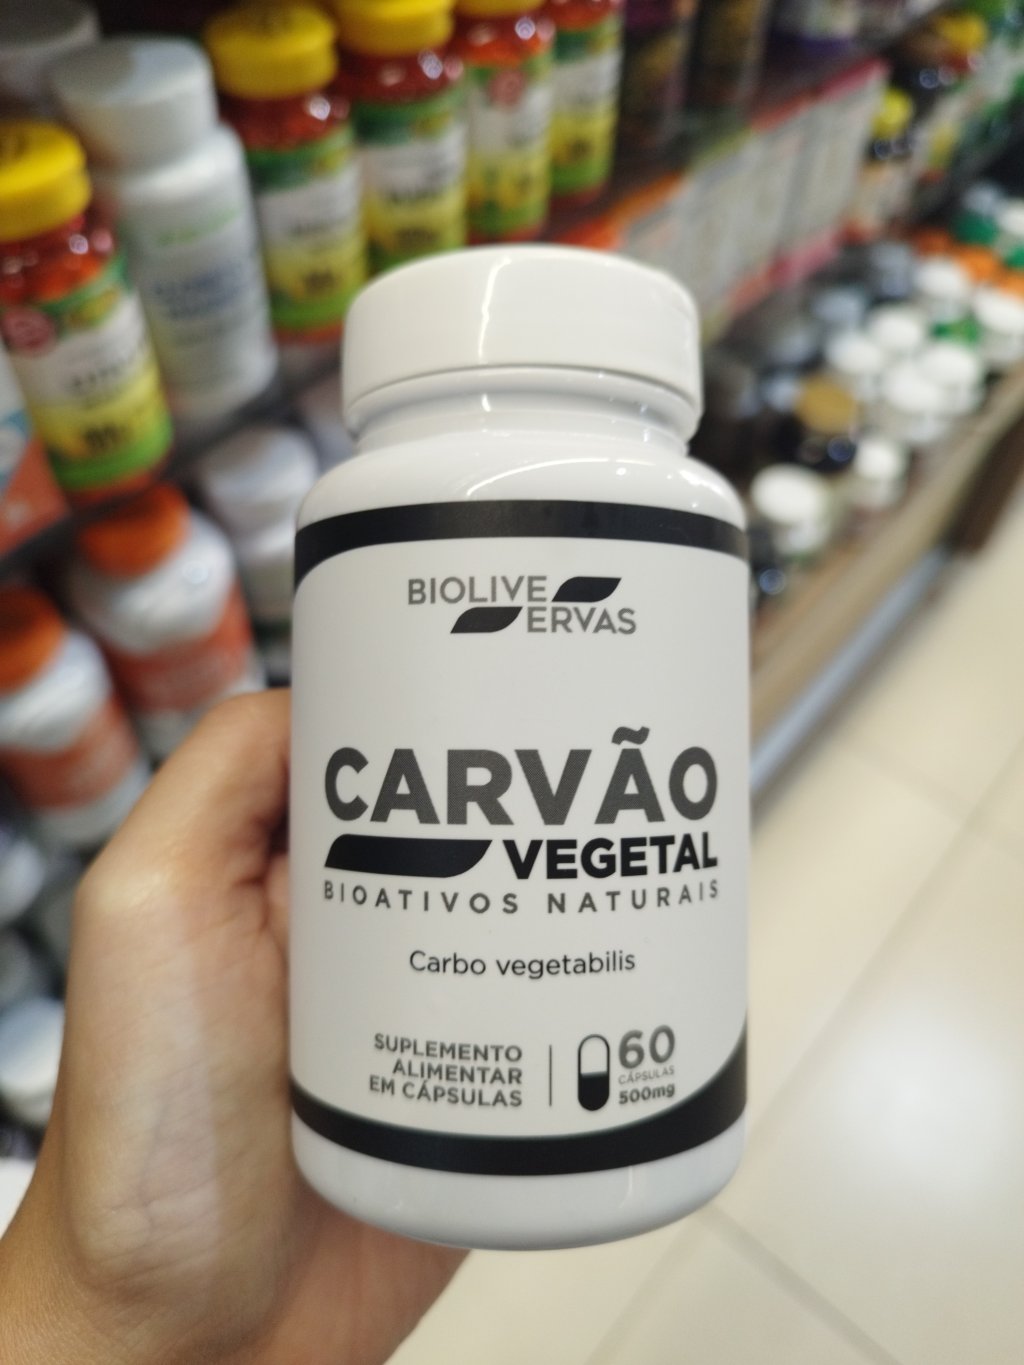 BIOLIVE
ERVAS
CARVÃO
VEGETAL
BIOATIVOS NATURAIS
Carbo vegetabilis
SUPLEMENTO
ALIMENTAR
EM CÁPSULAS
60
CÁPSULAS
500mg